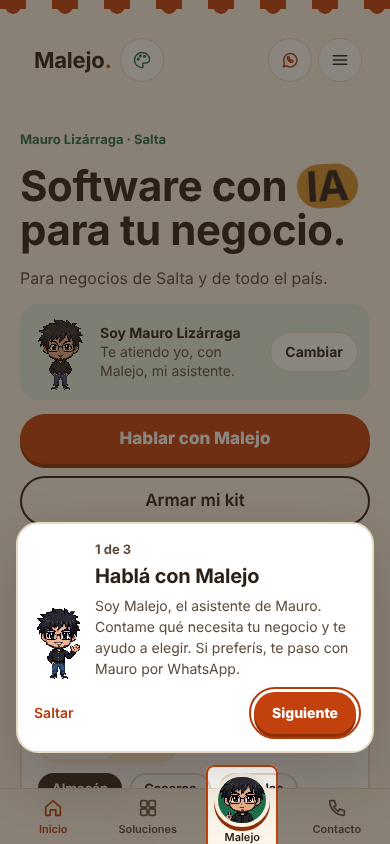 Malejo.
Mauro Lizárraga · Salta
Software con IA
para tu negocio.
Para negocios de Salta y de todo el país.
Soy Mauro Lizárraga
Te atiendo yo, con
Malejo, mi asistente.
Cambiar
Hablar con Malejo
Armar mi kit
1 de 3
Hablá con Malejo
Soy Malejo, el asistente de Mauro.
Contame qué necesita tu negocio y te
ayudo a elegir. Si preferís, te paso con
Mauro por WhatsApp.
Saltar
Siguiente
Inicio
Soluciones
Malejo
Contacto